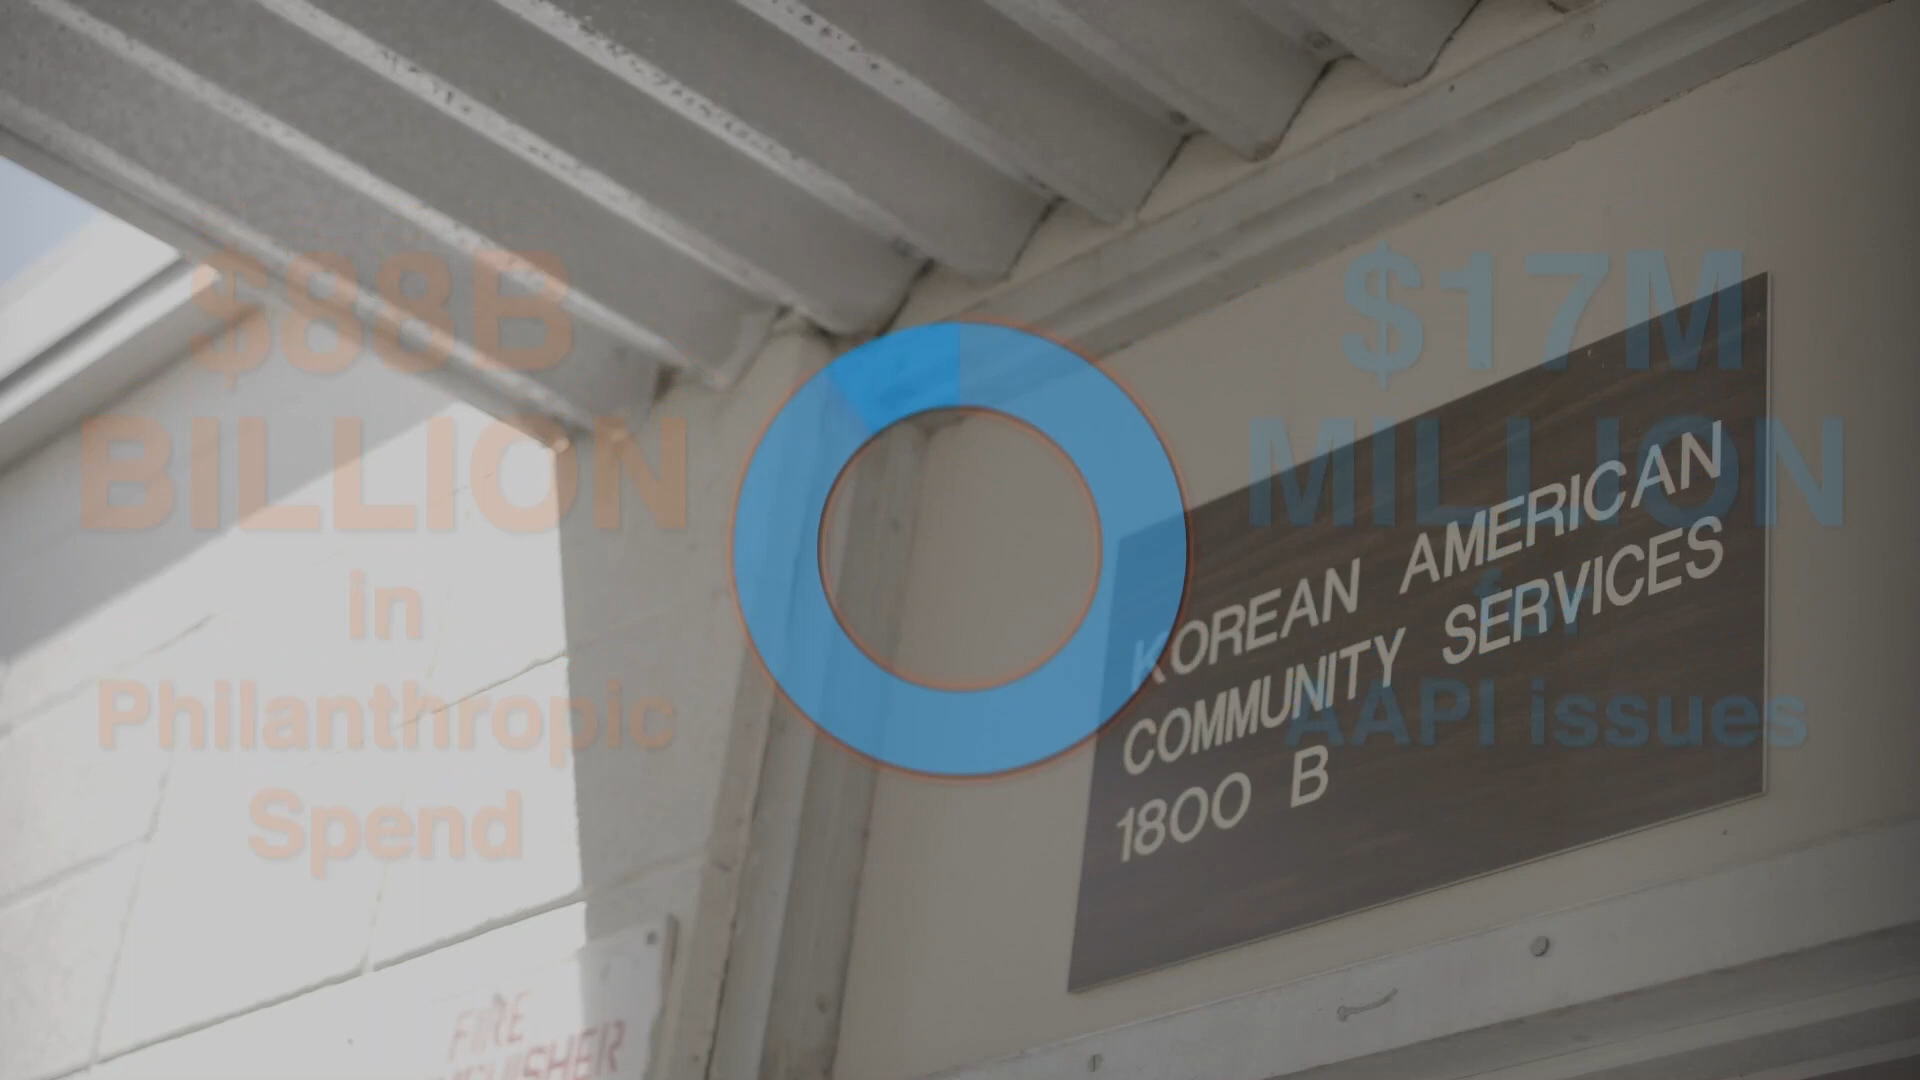 $88B
BILLION
in
Philanthropic
Spend
$17M
MILLION
AAPI issues
KOREAN AMERICAN
COMMUNITY SERVICES
1800 B
FIRE